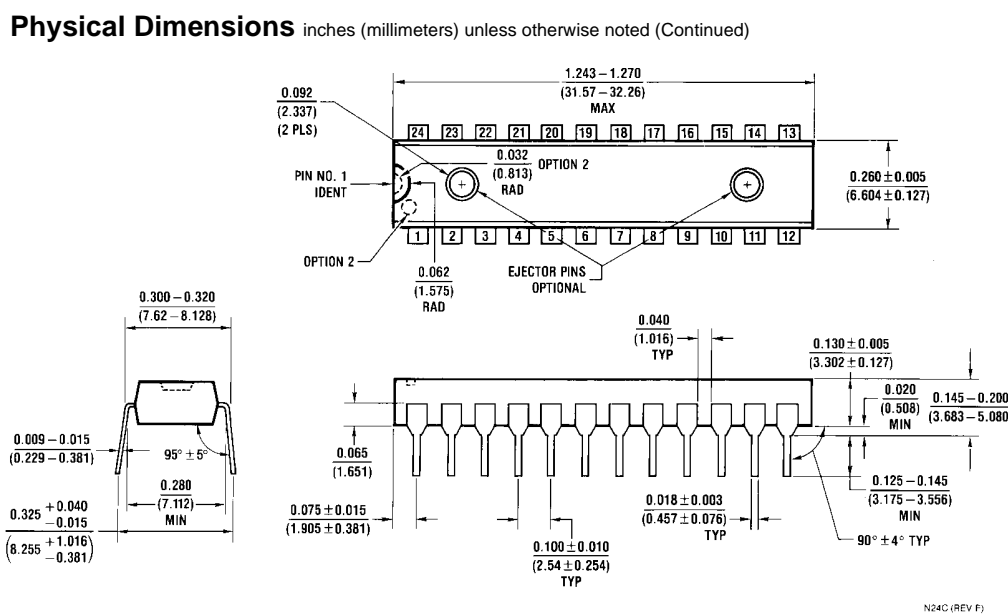 Physical Dimensions inches (millimeters) unless otherwise noted (Continued)
1.243 – 1.270
(31.57 – 32.26)
MAX
0.092
(2.337)
(2 PLS)
24 23 22 21 20 19 18 17 16 15 14 13
0.032
(0.813)
RAD
OPTION 2
PIN NO. 1
IDENT
0.260 ± 0.005
(6.604 ± 0.127)
1 2 3 4 5 6 7 8 9 10 11 12
OPTION 2
0.062
(1.575)
RAD
EJECTOR PINS
OPTIONAL
0.300 – 0.320
(7.62 – 8.128)
0.040
(1.016)
TYP
0.130 ± 0.005
(3.302 ± 0.127)
0.020
(0.508)
MIN
0.145 - 0.200
(3.683 - 5.080
0.009 – 0.015
(0.229 – 0.381)
95° ± 5°
0.065
(1.651)
0.280
(7.112)
MIN
0.125 – 0.145
(3.175 – 3.556)
MIN
0.325 +0.040
–0.015
(8.255 +1.016
–0.381)
0.075 ± 0.015
(1.905 ± 0.381)
0.018 ± 0.003
(0.457 ± 0.076)
TYP
90° ± 4° TYP
0.100 ± 0.010
(2.54 ± 0.254)
TYP
N24C (REV F)